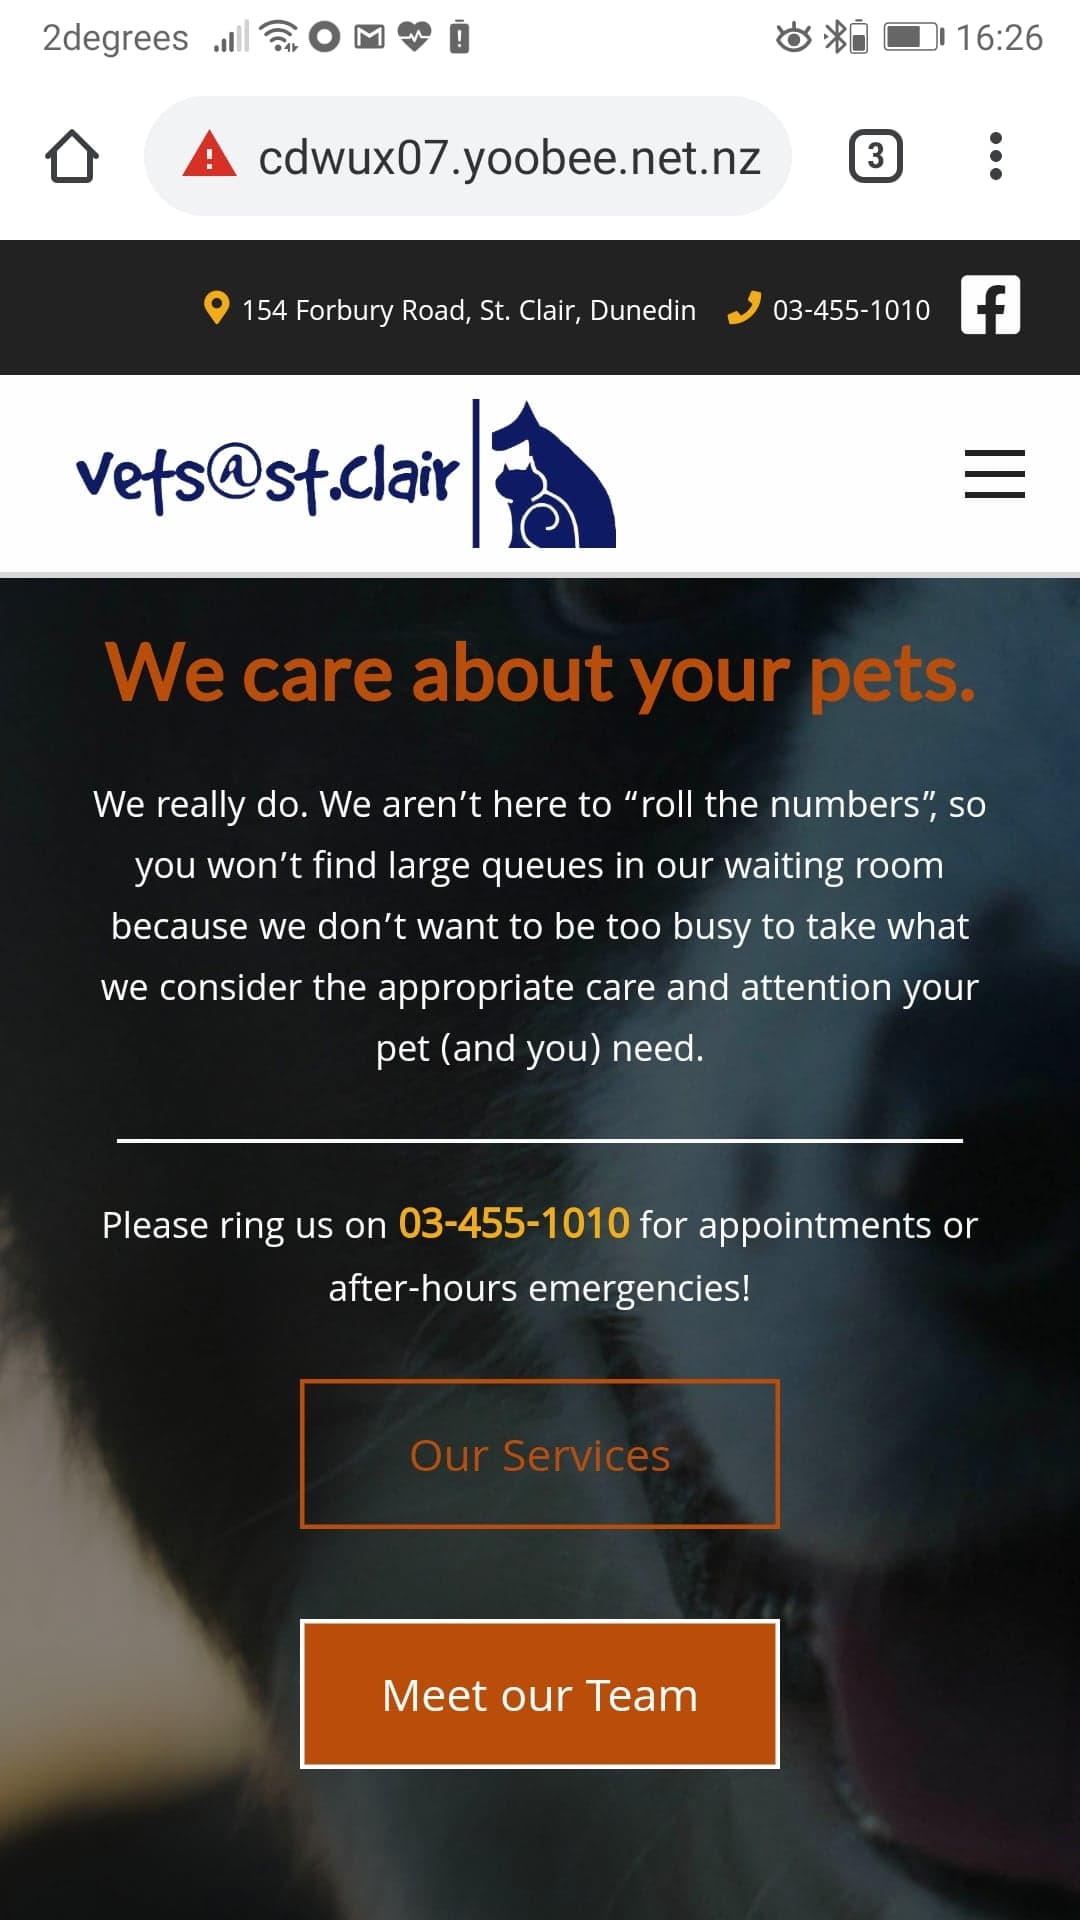 2degrees 16:26
cdwux07.yoobee.net.nz 3
154 Forbury Road, St. Clair, Dunedin 03-455-1010
vets@st.clair
We care about your pets.
We really do. We aren’t here to “roll the numbers”, so
you won’t find large queues in our waiting room
because we don’t want to be too busy to take what
we consider the appropriate care and attention your
pet (and you) need.
Please ring us on 03-455-1010 for appointments or
after-hours emergencies!
Our Services
Meet our Team